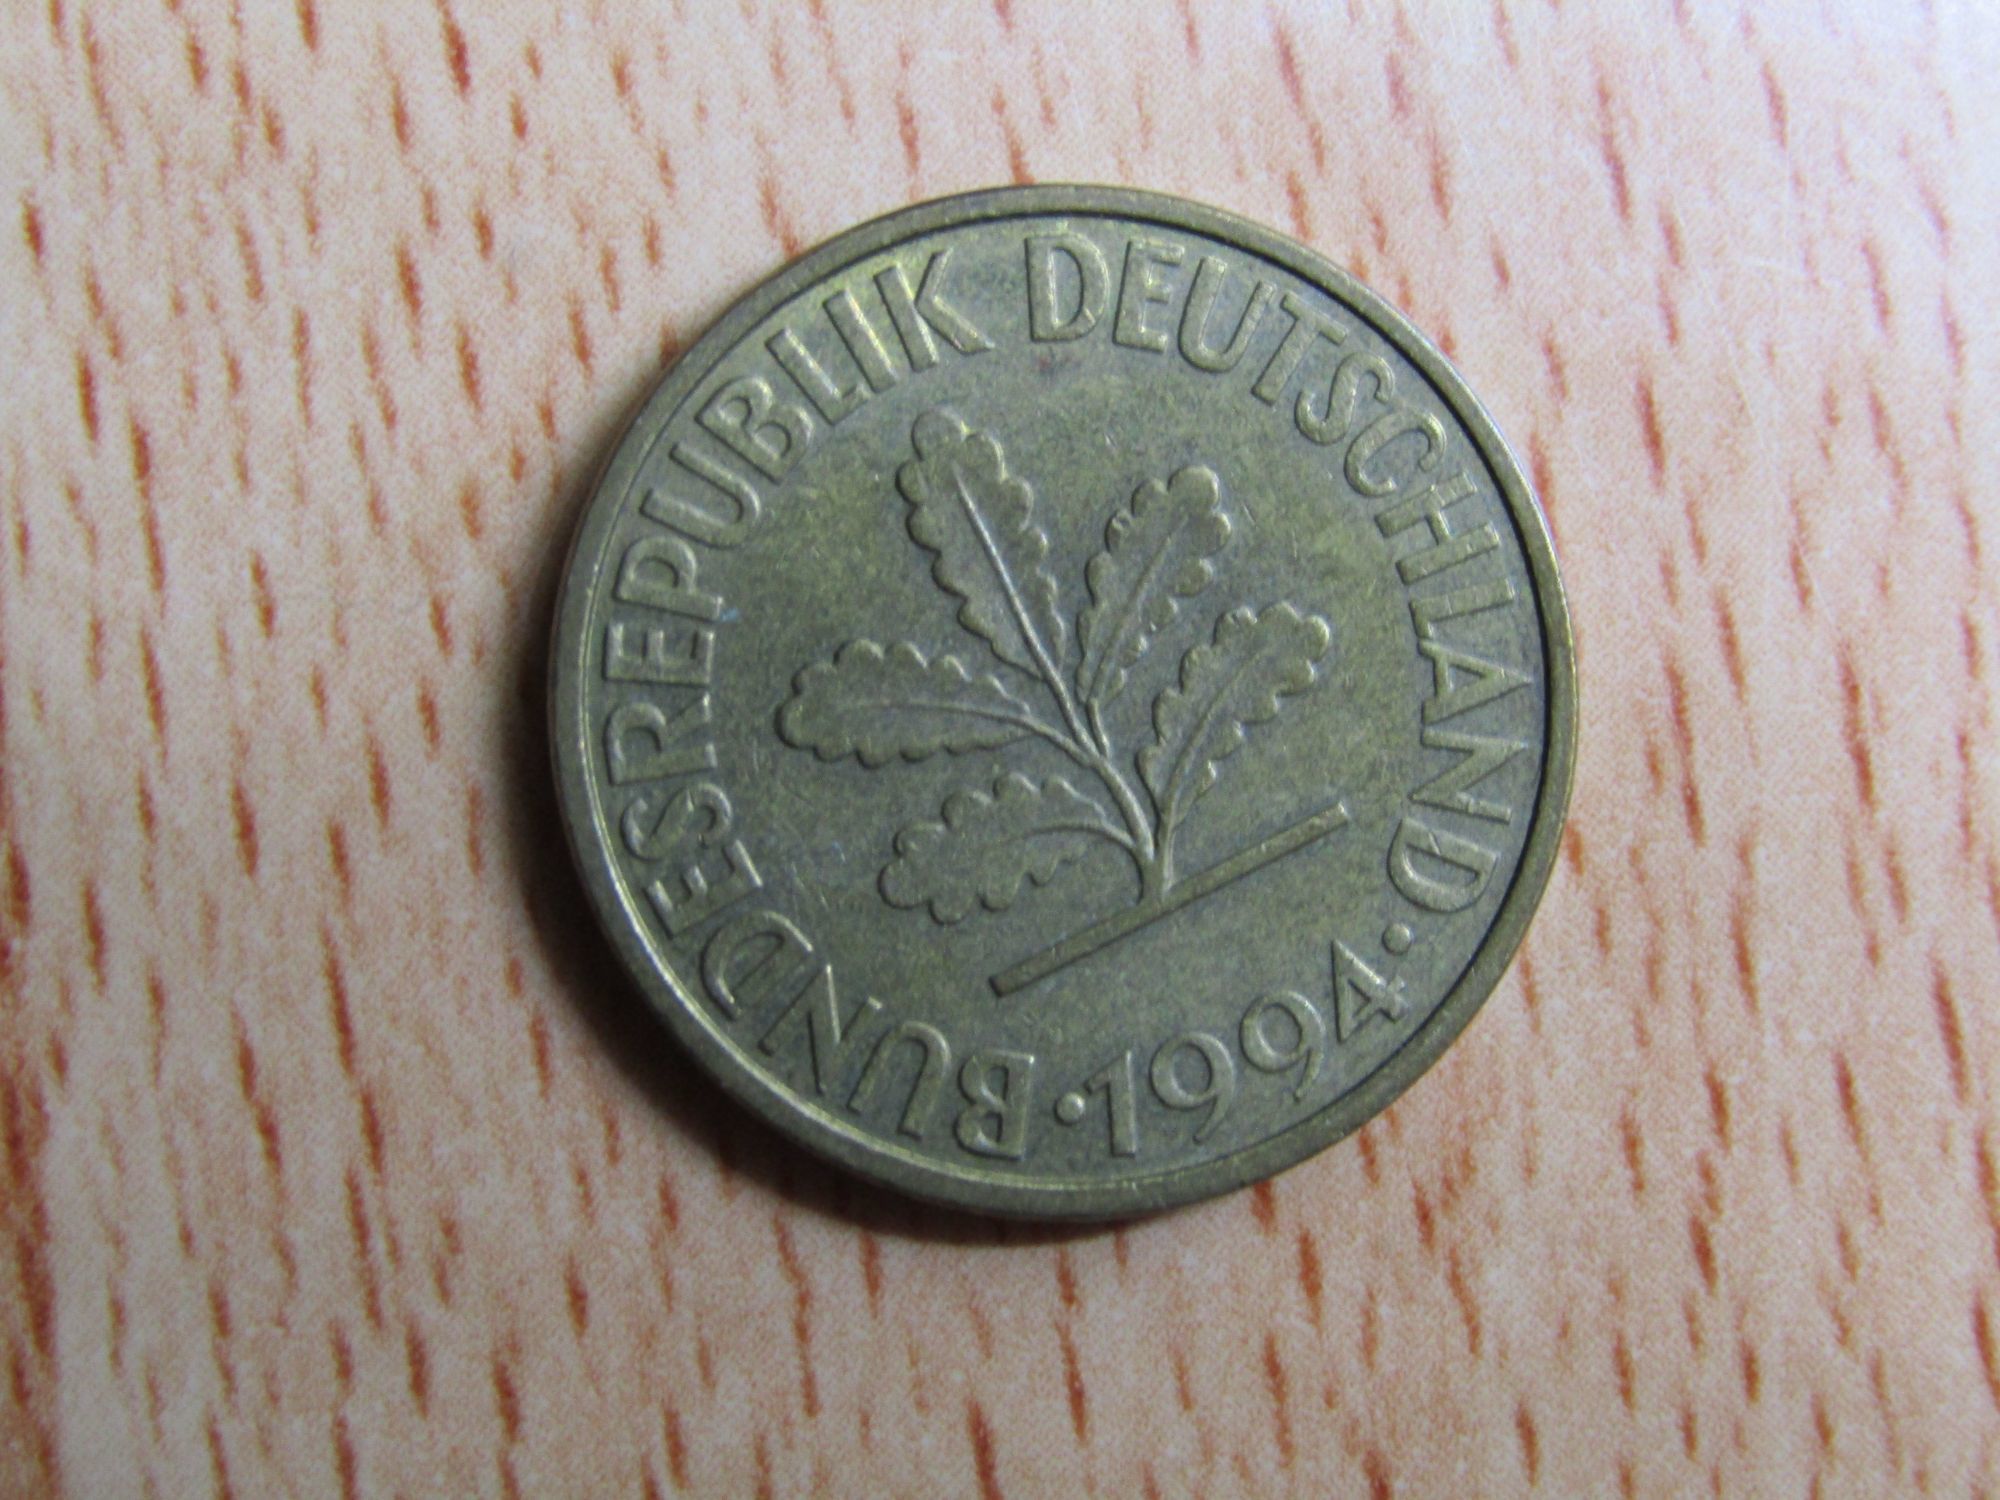 BUNDESREPUBLIK DEUTSCHLAND
· 1994 ·